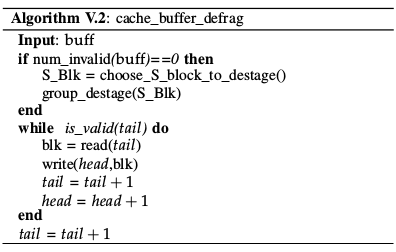 Algorithm V.2: cache_buffer_defrag
Input: buff
if num_invalid(buff)==0 then
S_Blk = choose_S_block_to_destage()
group_destage(S_Blk)
end
while is_valid(tail) do
blk = read(tail)
write(head,blk)
tail = tail + 1
head = head + 1
end
tail = tail + 1